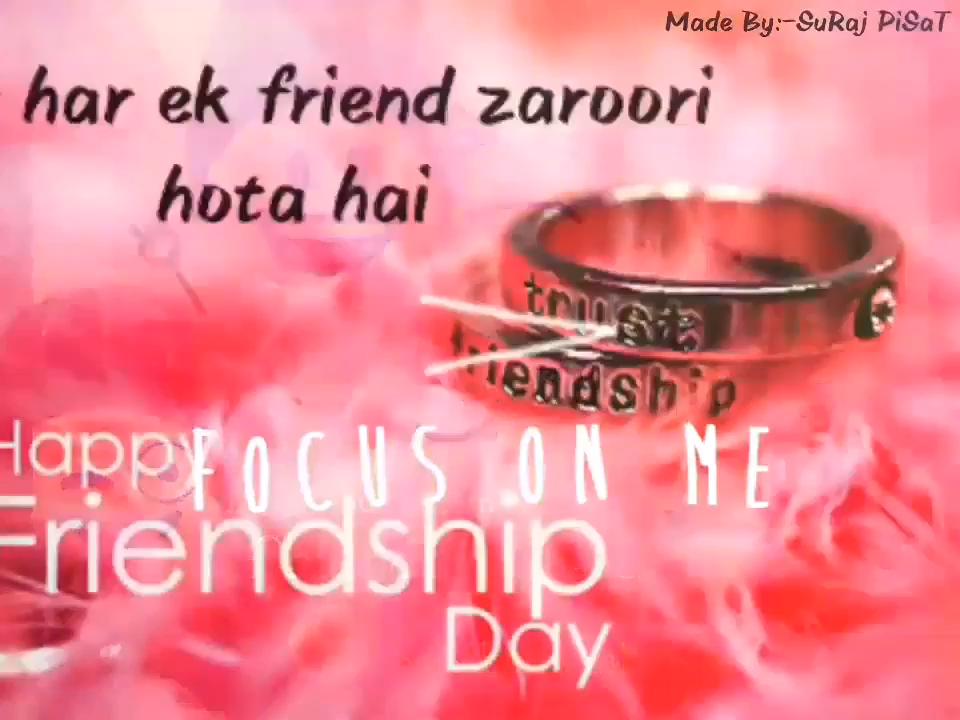 Made By:-SuRaj PiSaT
har ek friend zaroori
hota hai
trust
friendship
Happy
FOCUS ON ME
Friendship
Day